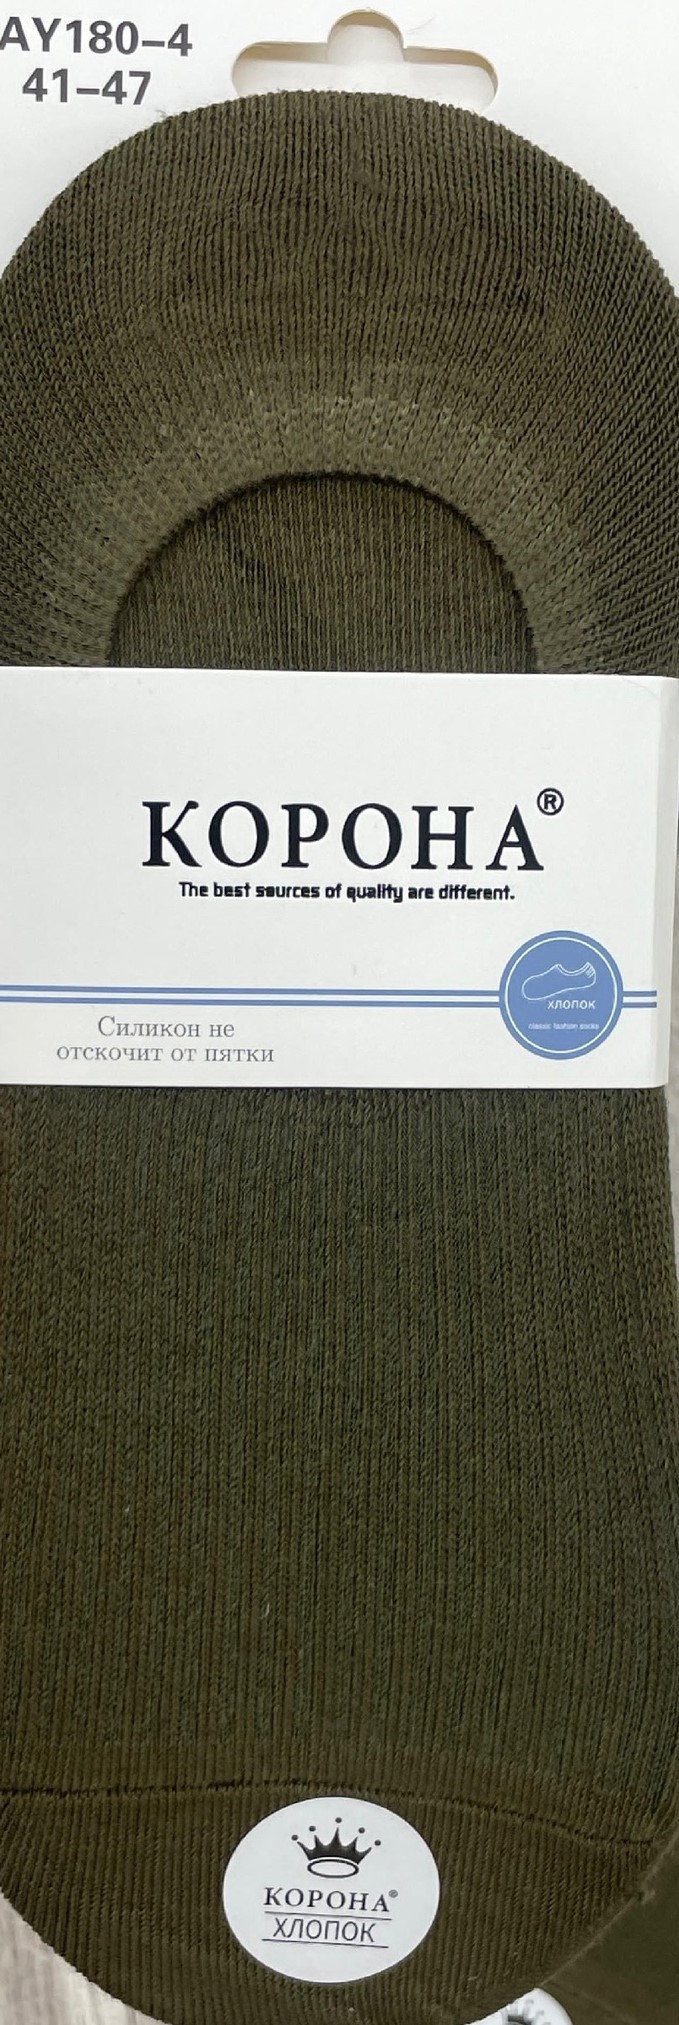 AY180-4
41-47
КОРОНА®
The best sources of quality are different.
ХЛОПОК
classic fashion socks
Силикон не
отскочит от пятки
КОРОНА®
ХЛОПОК